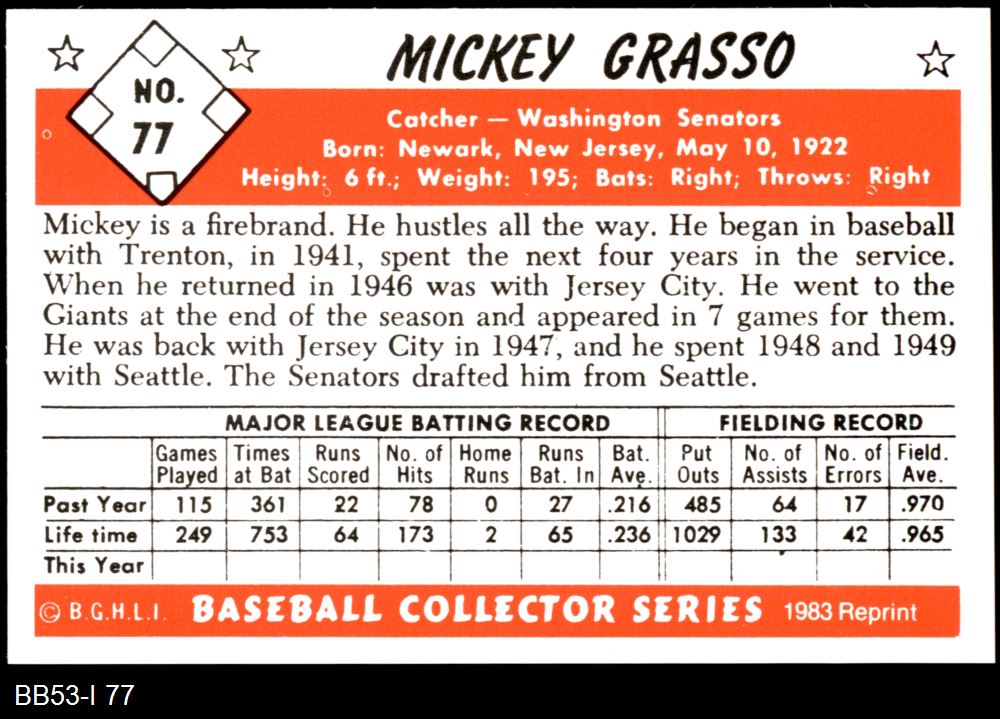 MICKEY GRASSO
NO.
77
Catcher — Washington Senators
Born: Newark, New Jersey, May 10, 1922
Height: 6 ft.; Weight: 195; Bats: Right; Throws: Right
Mickey is a firebrand. He hustles all the way. He began in baseball
with Trenton, in 1941, spent the next four years in the service.
When he returned in 1946 was with Jersey City. He went to the
Giants at the end of the season and appeared in 7 games for them.
He was back with Jersey City in 1947, and he spent 1948 and 1949
with Seattle. The Senators drafted him from Seattle.
MAJOR LEAGUE BATTING RECORD FIELDING RECORD
Games Times Runs No. of Home Runs Bat. Put No. of No. of Field.
Played at Bat Scored Hits Runs Bat. In Ave. Outs Assists Errors Ave.
Past Year 115 361 22 78 0 27 .216 485 64 17 .970
Life time 249 753 64 173 2 65 .236 1029 133 42 .965
This Year
© B.G.H.L.I. BASEBALL COLLECTOR SERIES 1983 Reprint
BB53-I 77